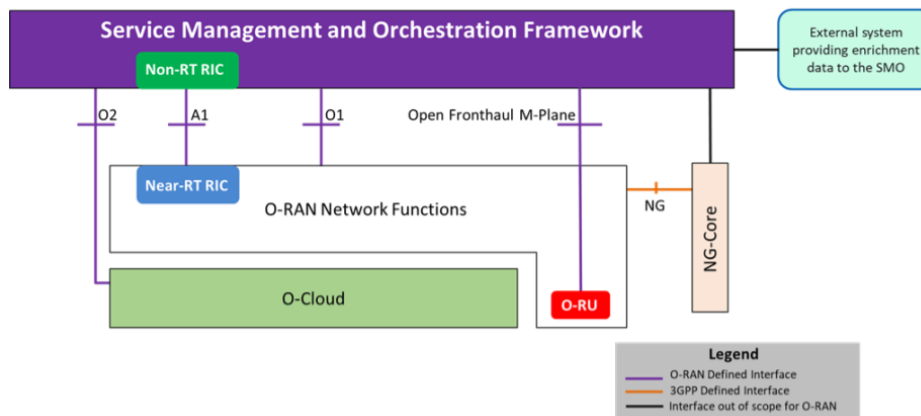 Service Management and Orchestration Framework
External system
providing enrichment
data to the SMO
Non-RT RIC
O2
A1
O1
Open Fronthaul M-Plane
Near-RT RIC
O-RAN Network Functions
NG
NG-Core
O-Cloud
O-RU
Legend
O-RAN Defined Interface
3GPP Defined Interface
Interface out of scope for O-RAN